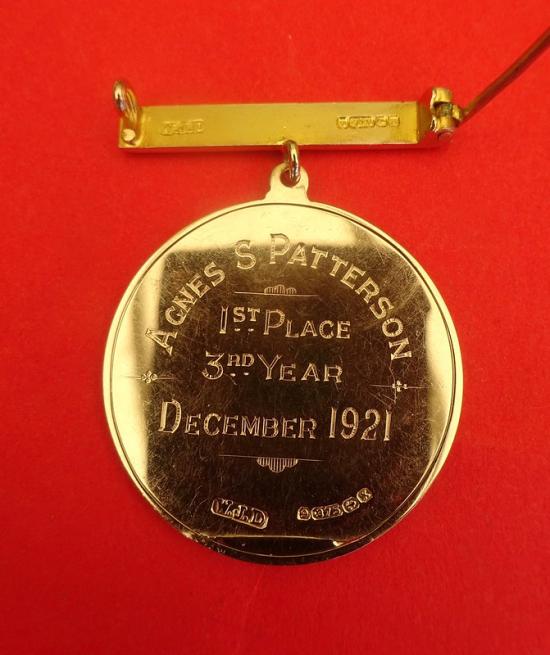 AGNES S PATTERSON
1ST PLACE
3RD YEAR
DECEMBER 1921
W.J.D